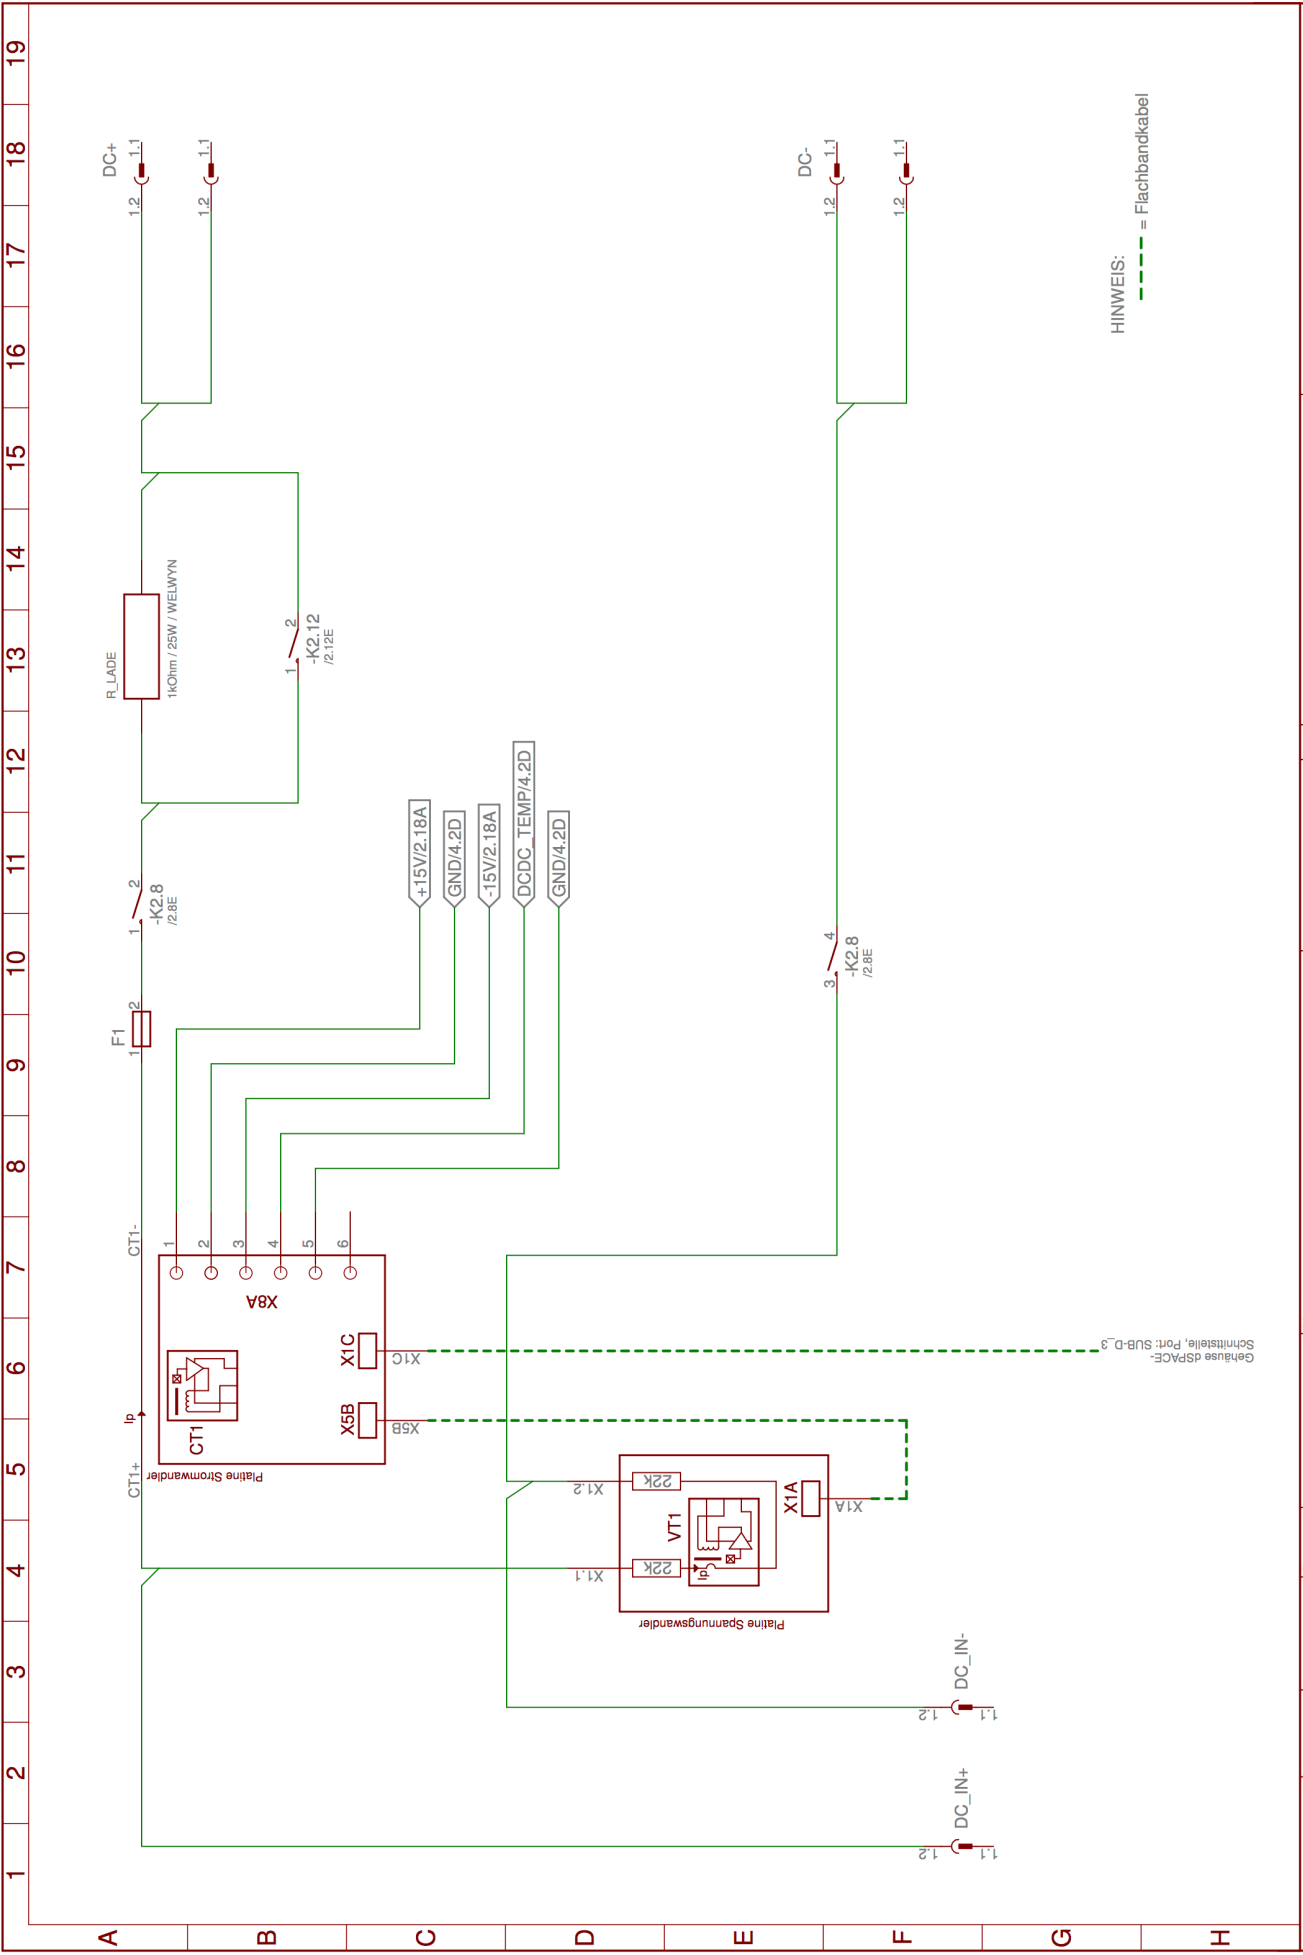 1 2 3 4 5 6 7 8 9 10 11 12 13 14 15 16 17 18 19
A
B
C
D
E
F
G
H
CT1+
Ip
CT1-
1
F1
2
1
2
-K2.8
/2.8E
R_LADE
1kOhm / 25W / WELWYN
1
2
-K2.12
/2.12E
DC+
1.2
1.1
1.2
1.1
Platine Stromwandler
CT1
X8A
1
2
3
4
5
6
X5B
X1C
X5B
X1C
+15V/2.18A
GND/4.2D
-15V/2.18A
DCDC_TEMP/4.2D
GND/4.2D
X1.1
X1.2
22k
22k
Platine Spannungswandler
VT1
Ip
X1A
X1A
3
4
-K2.8
/2.8E
DC-
1.2
1.1
1.2
1.1
1.2
DC_IN+
1.1
1.2
DC_IN-
1.1
Gehäuse dSPACE-
Schnittstelle, Port: SUB-D_3
HINWEIS:
= Flachbandkabel